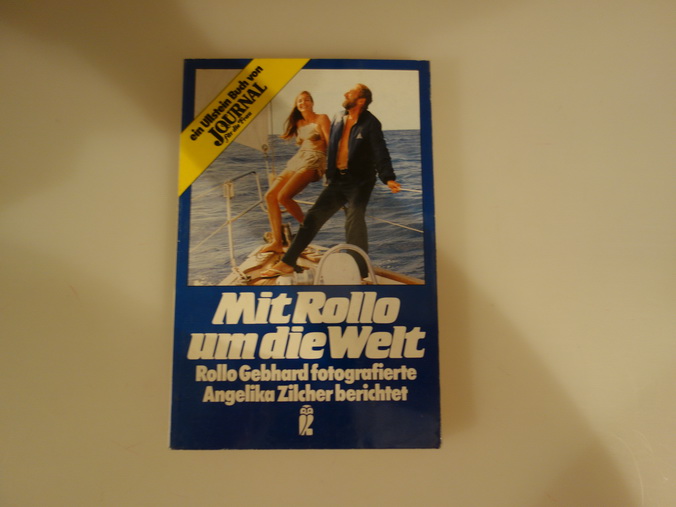 ein Ullstein Buch von
JOURNAL
für die Frau
Mit Rollo
um die Welt
Rollo Gebhard fotografierte
Angelika Zilcher berichtet